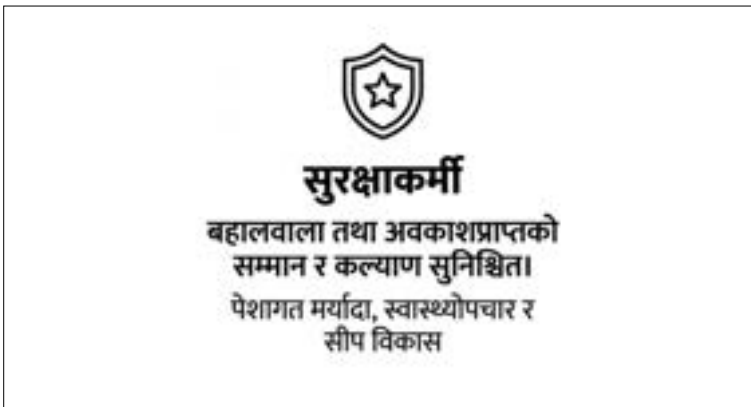 सुरक्षाकर्मी
बहालवाला तथा अवकाशप्राप्तको
सम्मान र कल्याण सुनिश्चित।
पेशागत मर्यादा, स्वास्थ्योपचार र
सीप विकास